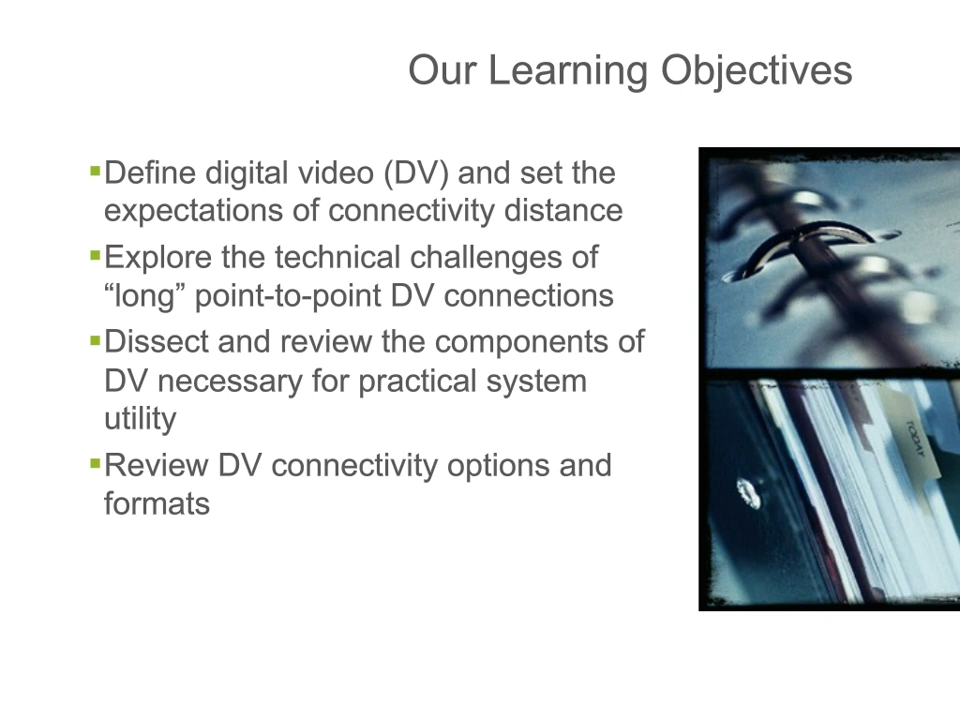 Our Learning Objectives
▪Define digital video (DV) and set the
expectations of connectivity distance
▪Explore the technical challenges of
“long” point-to-point DV connections
▪Dissect and review the components of
DV necessary for practical system
utility
▪Review DV connectivity options and
formats
TODAY